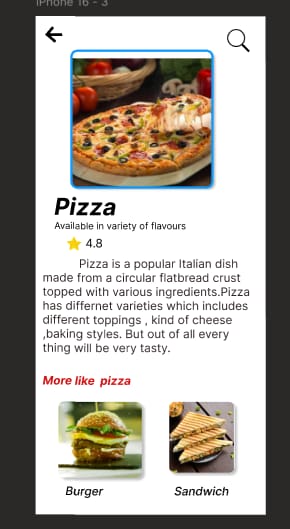 iPhone 16 - 3
Pizza
Available in variety of flavours
4.8
Pizza is a popular Italian dish
made from a circular flatbread crust
topped with various ingredients.Pizza
has differnet varieties which includes
different toppings , kind of cheese
,baking styles. But out of all every
thing will be very tasty.
More like pizza
Burger
Sandwich